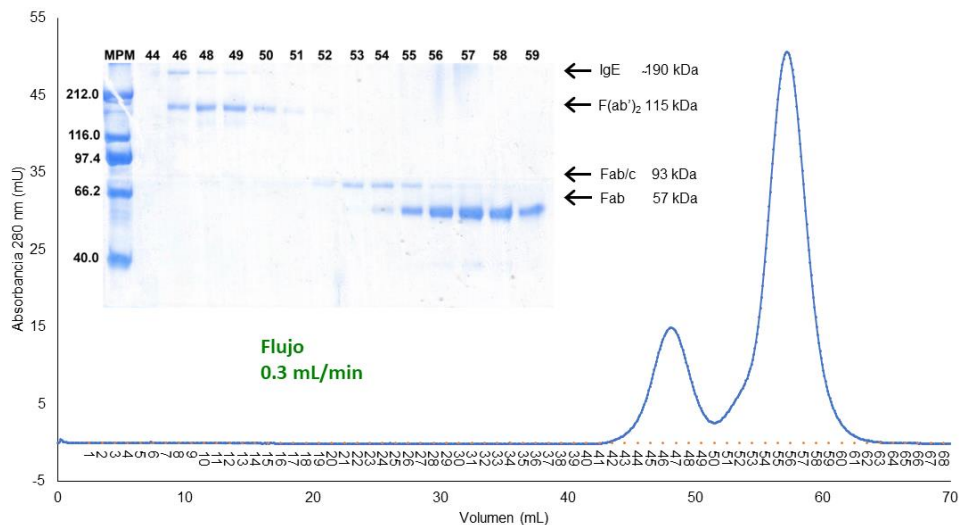 55
45
35
25
15
5
-5
Absorbancia 280 nm (mU)
MPM 44 46 48 49 50 51 52 53 54 55 56 57 58 59
212.0
116.0
97.4
66.2
40.0
IgE -190 kDa
F(ab')₂ 115 kDa
Fab/c 93 kDa
Fab 57 kDa
Flujo
0.3 mL/min
1 2 3 4 5 6 7 8 9 10 11 12 13 14 15 16 17 18 19 20 21 22 23 24 25 26 27 28 29 30 31 32 33 34 35 36 37 38 39 40 41 42 43 44 45 46 47 48 49 50 51 52 53 54 55 56 57 58 59 60 61 62 63 64 65 66 67 68
0 10 20 30 40 50 60 70
Volumen (mL)